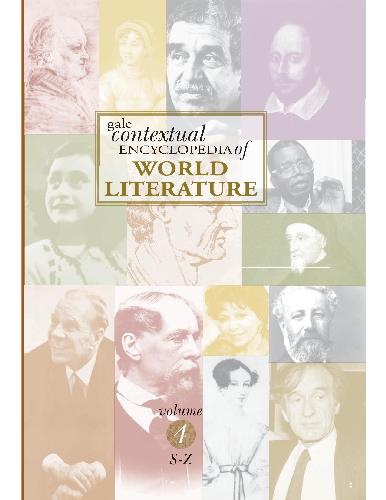 gale
contextual
ENCYCLOPEDIA of
WORLD
LITERATURE
volume
4
S-Z